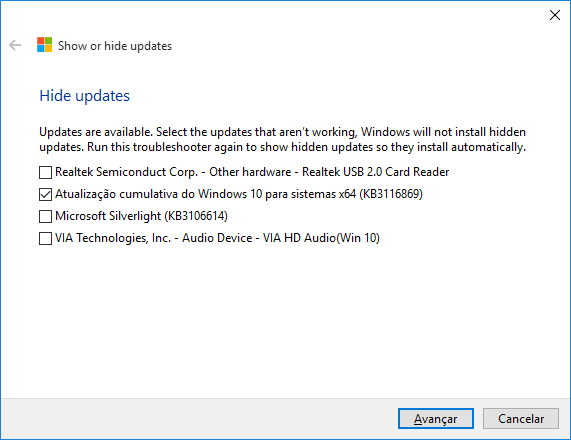 Show or hide updates
Hide updates
Updates are available. Select the updates that aren't working, Windows will not install hidden
updates. Run this troubleshooter again to show hidden updates so they install automatically.
Realtek Semiconduct Corp. - Other hardware - Realtek USB 2.0 Card Reader
Atualização cumulativa do Windows 10 para sistemas x64 (KB3116869)
Microsoft Silverlight (KB3106614)
VIA Technologies, Inc. - Audio Device - VIA HD Audio(Win 10)
Avançar
Cancelar